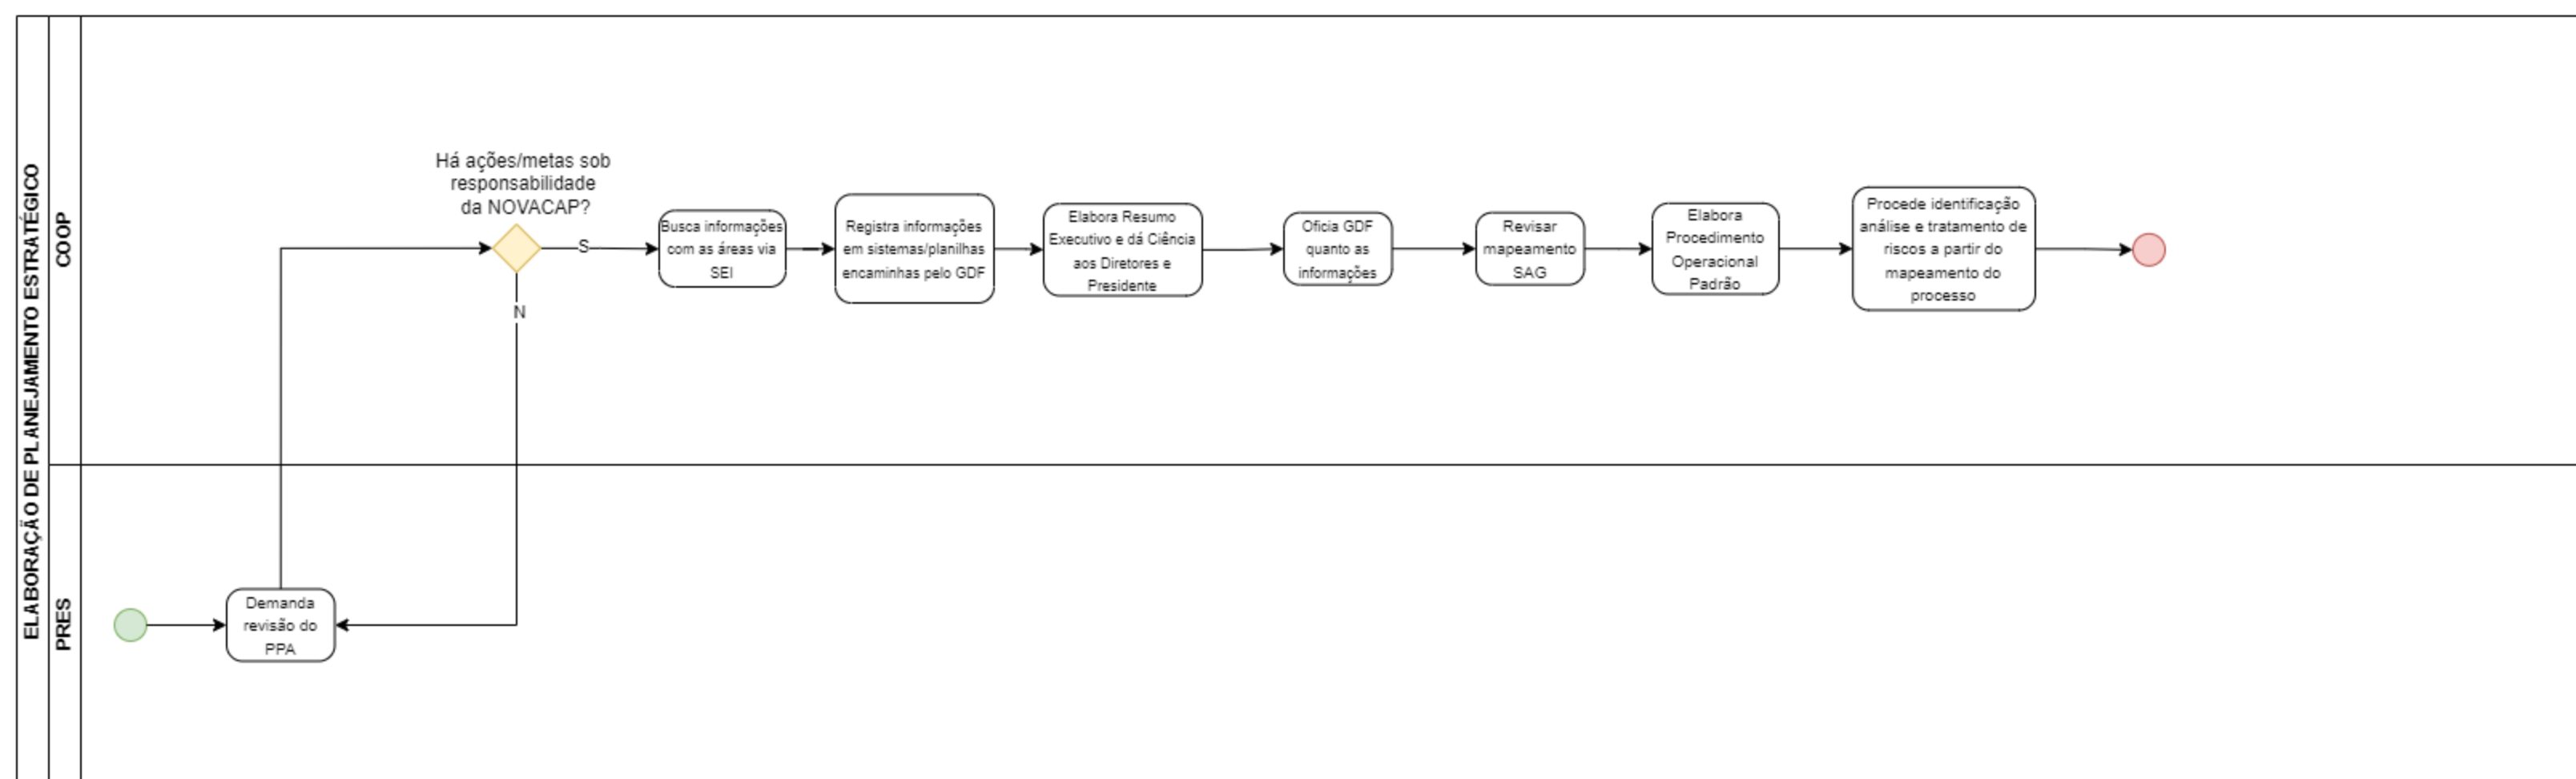 ELABORAÇÃO DE PLANEJAMENTO ESTRATÉGICO
COOP
Há ações/metas sob
responsabilidade
da NOVACAP?
S
N
Busca informações
com as áreas via
SEI
Registra informações
em sistemas/planilhas
encaminhas pelo GDF
Elabora Resumo
Executivo e dá Ciência
aos Diretores e
Presidente
Oficia GDF
quanto as
informações
Revisar
mapeamento
SAG
Elabora
Procedimento
Operacional
Padrão
Procede identificação
análise e tratamento de
riscos a partir do
mapeamento do
processo
PRES
Demanda
revisão do
PPA